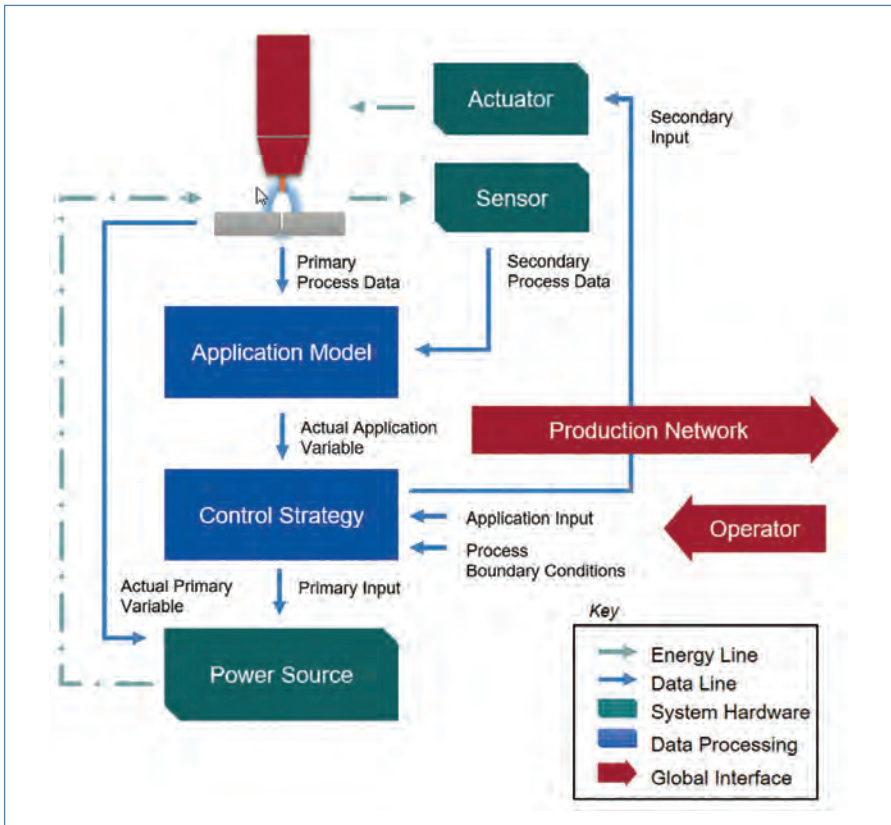 Actuator
Secondary
Input
Sensor
Primary
Process Data
Secondary
Process Data
Application Model
Actual Application
Variable
Production Network
Control Strategy
Application Input
Operator
Process
Boundary Conditions
Actual Primary
Variable
Primary Input
Power Source
Key
Energy Line
Data Line
System Hardware
Data Processing
Global Interface